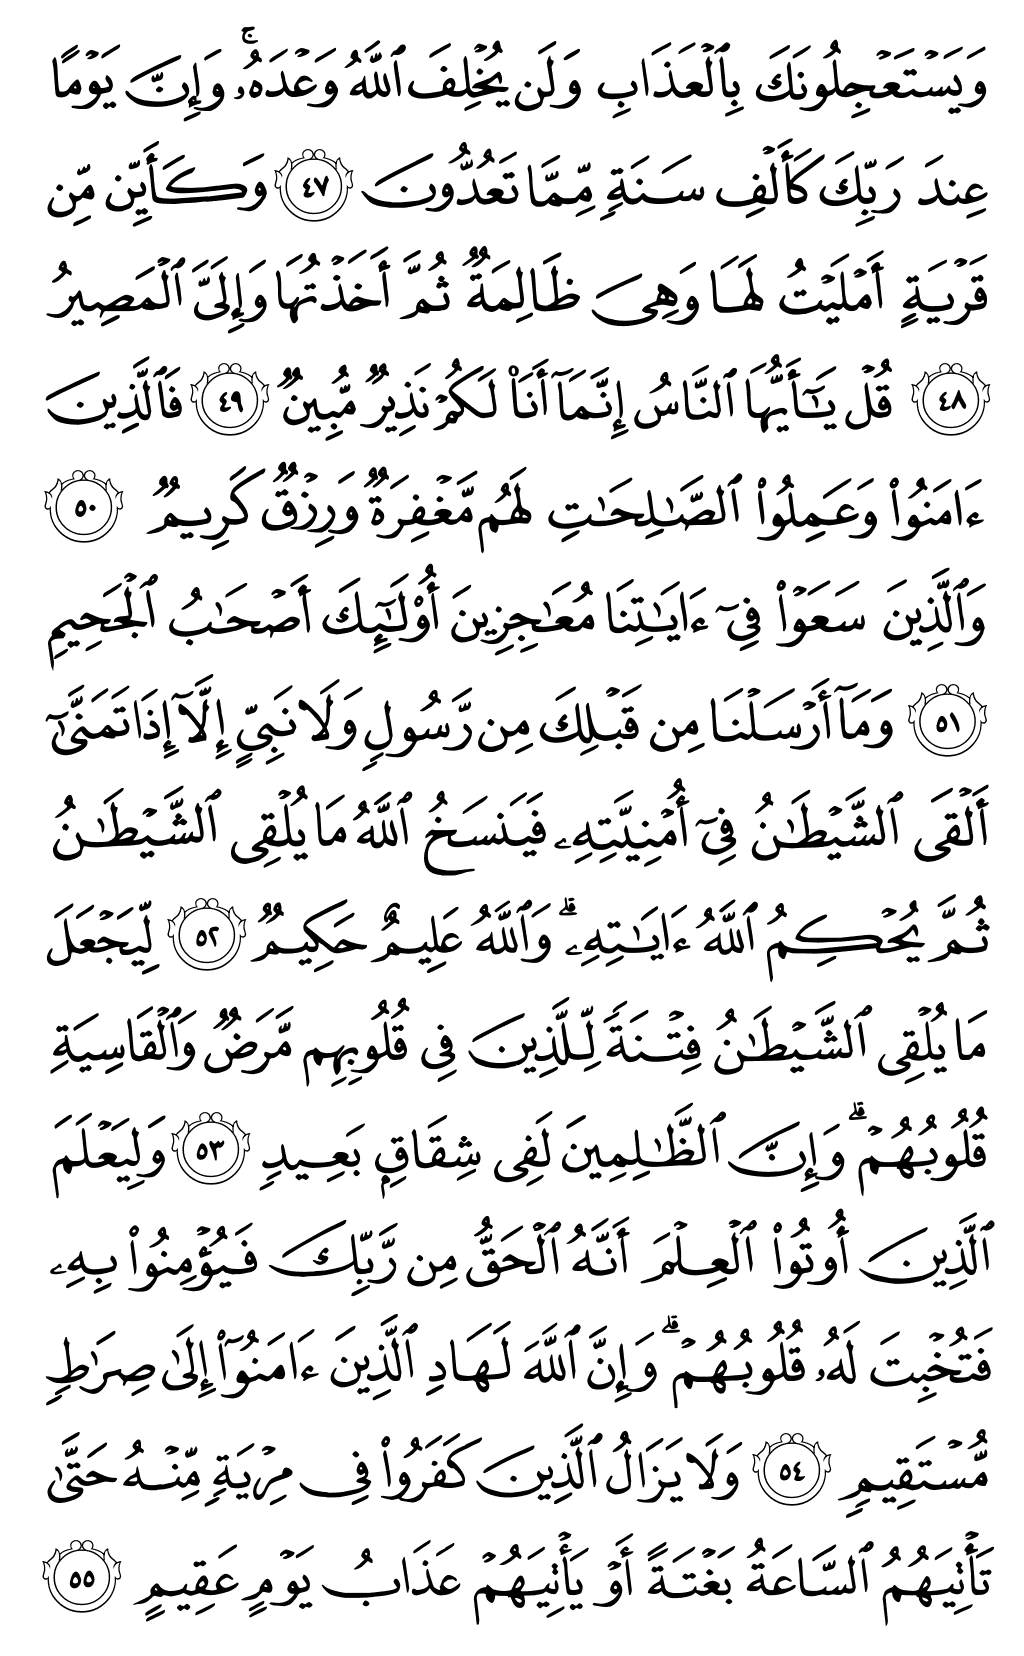 وَيَسْتَعْجِلُونَكَ بِٱلْعَذَابِ وَلَن يُخْلِفَ ٱللَّهُ وَعْدَهُۥۚ وَإِنَّ يَوْمًا
عِندَ رَبِّكَ كَأَلْفِ سَنَةٍ مِّمَّا تَعُدُّونَ ٤٧ وَكَأَيِّن مِّن
قَرْيَةٍ أَمْلَيْتُ لَهَا وَهِىَ ظَالِمَةٌ ثُمَّ أَخَذْتُهَا وَإِلَىَّ ٱلْمَصِيرُ
٤٨ قُلْ يَٰٓأَيُّهَا ٱلنَّاسُ إِنَّمَآ أَنَا۠ لَكُمْ نَذِيرٌ مُّبِينٌ ٤٩ فَٱلَّذِينَ
ءَامَنُوا۟ وَعَمِلُوا۟ ٱلصَّٰلِحَٰتِ لَهُم مَّغْفِرَةٌ وَرِزْقٌ كَرِيمٌ ٥٠
وَٱلَّذِينَ سَعَوْا۟ فِىٓ ءَايَٰتِنَا مُعَٰجِزِينَ أُو۟لَٰٓئِكَ أَصْحَٰبُ ٱلْجَحِيمِ
٥١ وَمَآ أَرْسَلْنَا مِن قَبْلِكَ مِن رَّسُولٍ وَلَا نَبِىٍّ إِلَّآ إِذَا تَمَنَّىٰٓ
أَلْقَى ٱلشَّيْطَٰنُ فِىٓ أُمْنِيَّتِهِۦ فَيَنسَخُ ٱللَّهُ مَا يُلْقِى ٱلشَّيْطَٰنُ
ثُمَّ يُحْكِمُ ٱللَّهُ ءَايَٰتِهِۦۗ وَٱللَّهُ عَلِيمٌ حَكِيمٌ ٥٢ لِّيَجْعَلَ
مَا يُلْقِى ٱلشَّيْطَٰنُ فِتْنَةً لِّلَّذِينَ فِى قُلُوبِهِم مَّرَضٌ وَٱلْقَاسِيَةِ
قُلُوبُهُمْۗ وَإِنَّ ٱلظَّٰلِمِينَ لَفِى شِقَاقٍۭ بَعِيدٍ ٥٣ وَلِيَعْلَمَ
ٱلَّذِينَ أُوتُوا۟ ٱلْعِلْمَ أَنَّهُ ٱلْحَقُّ مِن رَّبِّكَ فَيُؤْمِنُوا۟ بِهِۦ
فَتُخْبِتَ لَهُۥ قُلُوبُهُمْۗ وَإِنَّ ٱللَّهَ لَهَادِ ٱلَّذِينَ ءَامَنُوٓا۟ إِلَىٰ صِرَٰطٍ
مُّسْتَقِيمٍ ٥٤ وَلَا يَزَالُ ٱلَّذِينَ كَفَرُوا۟ فِى مِرْيَةٍ مِّنْهُ حَتَّىٰ
تَأْتِيَهُمُ ٱلسَّاعَةُ بَغْتَةً أَوْ يَأْتِيَهُمْ عَذَابُ يَوْمٍ عَقِيمٍ ٥٥